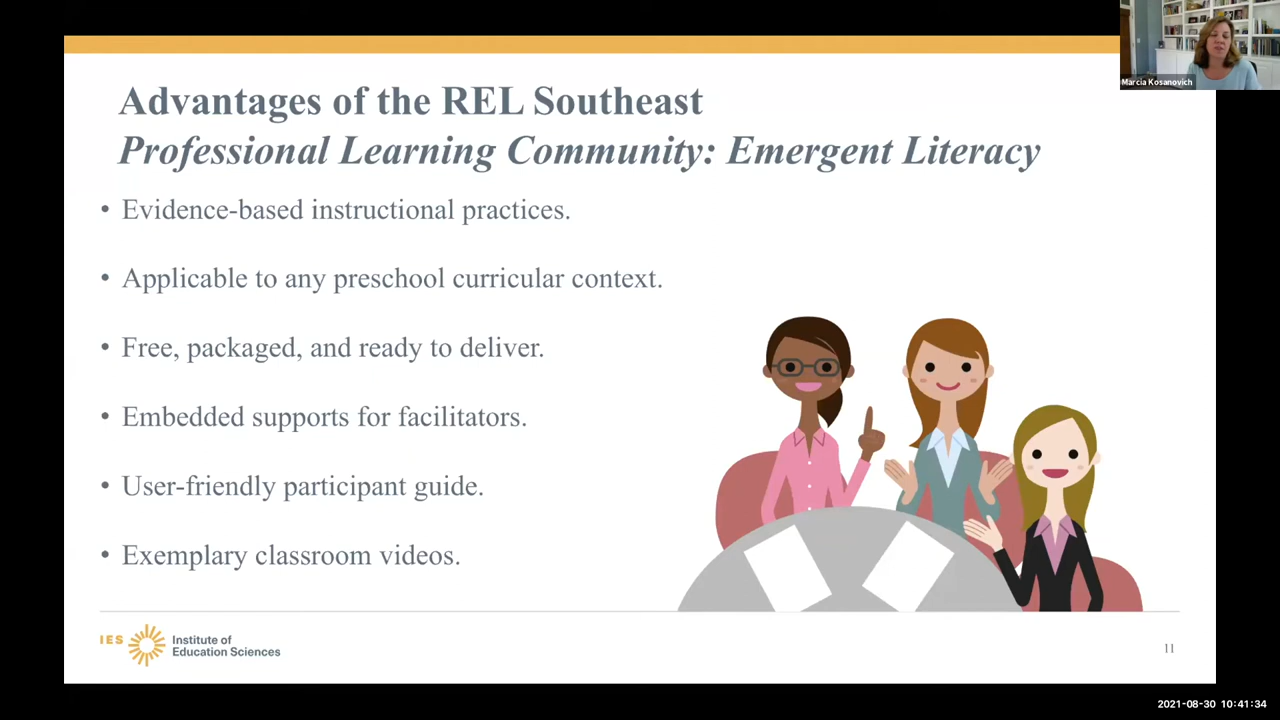 Marcia Kosanovich
Advantages of the REL Southeast
Professional Learning Community: Emergent Literacy
• Evidence-based instructional practices.
• Applicable to any preschool curricular context.
• Free, packaged, and ready to deliver.
• Embedded supports for facilitators.
• User-friendly participant guide.
• Exemplary classroom videos.
IES
Institute of
Education Sciences
11
2021-08-30 10:41:34